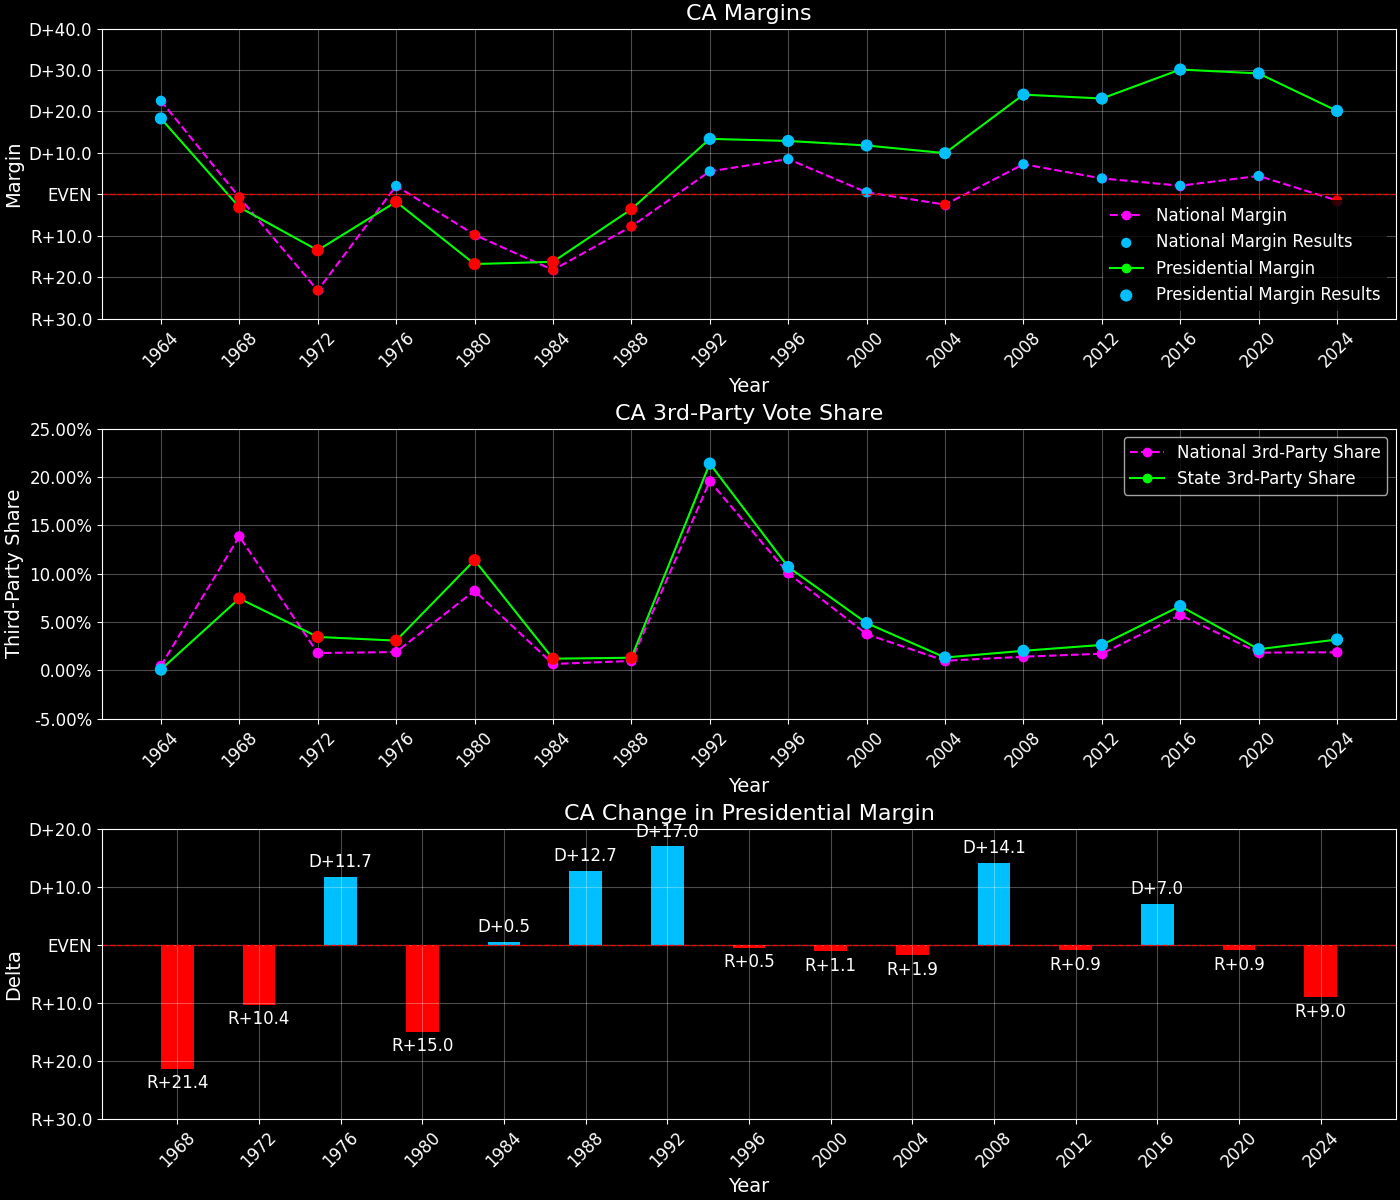 CA Margins
D+40.0
D+30.0
D+20.0
D+10.0
EVEN
R+10.0
R+20.0
R+30.0
Margin
National Margin
National Margin Results
Presidential Margin
Presidential Margin Results
1964 1968 1972 1976 1980 1984 1988 1992 1996 2000 2004 2008 2012 2016 2020 2024
Year
CA 3rd-Party Vote Share
25.00%
20.00%
15.00%
10.00%
5.00%
0.00%
-5.00%
Third-Party Share
National 3rd-Party Share
State 3rd-Party Share
1964 1968 1972 1976 1980 1984 1988 1992 1996 2000 2004 2008 2012 2016 2020 2024
Year
CA Change in Presidential Margin
D+20.0
D+10.0
EVEN
R+10.0
R+20.0
R+30.0
Delta
R+21.4
R+10.4
D+11.7
R+15.0
D+0.5
D+12.7
D+17.0
R+0.5
R+1.1
R+1.9
D+14.1
R+0.9
D+7.0
R+0.9
R+9.0
1968 1972 1976 1980 1984 1988 1992 1996 2000 2004 2008 2012 2016 2020 2024
Year